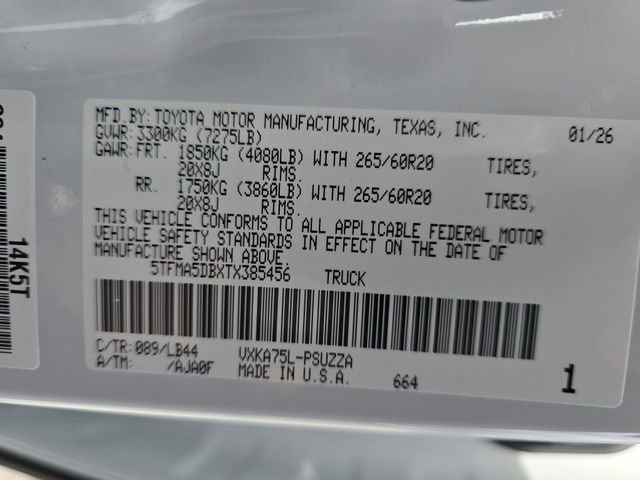 MFD BY: TOYOTA MOTOR MANUFACTURING, TEXAS, INC. 01/26
GVWR: 3300KG (7275LB)
GAWR: FRT. 1850KG (4080LB) WITH 265/60R20 TIRES,
20X8J RIMS.
RR. 1750KG (3860LB) WITH 265/60R20 TIRES,
20X8J RIMS.
THIS VEHICLE CONFORMS TO ALL APPLICABLE FEDERAL MOTOR
VEHICLE SAFETY STANDARDS IN EFFECT ON THE DATE OF
MANUFACTURE SHOWN ABOVE.
5TFMA5DBXTX385456 TRUCK
C/TR: 089/LB44 VXKA75L-PSUZZA
A/TM: /AJA0F MADE IN U.S.A. 664 1
14K5T